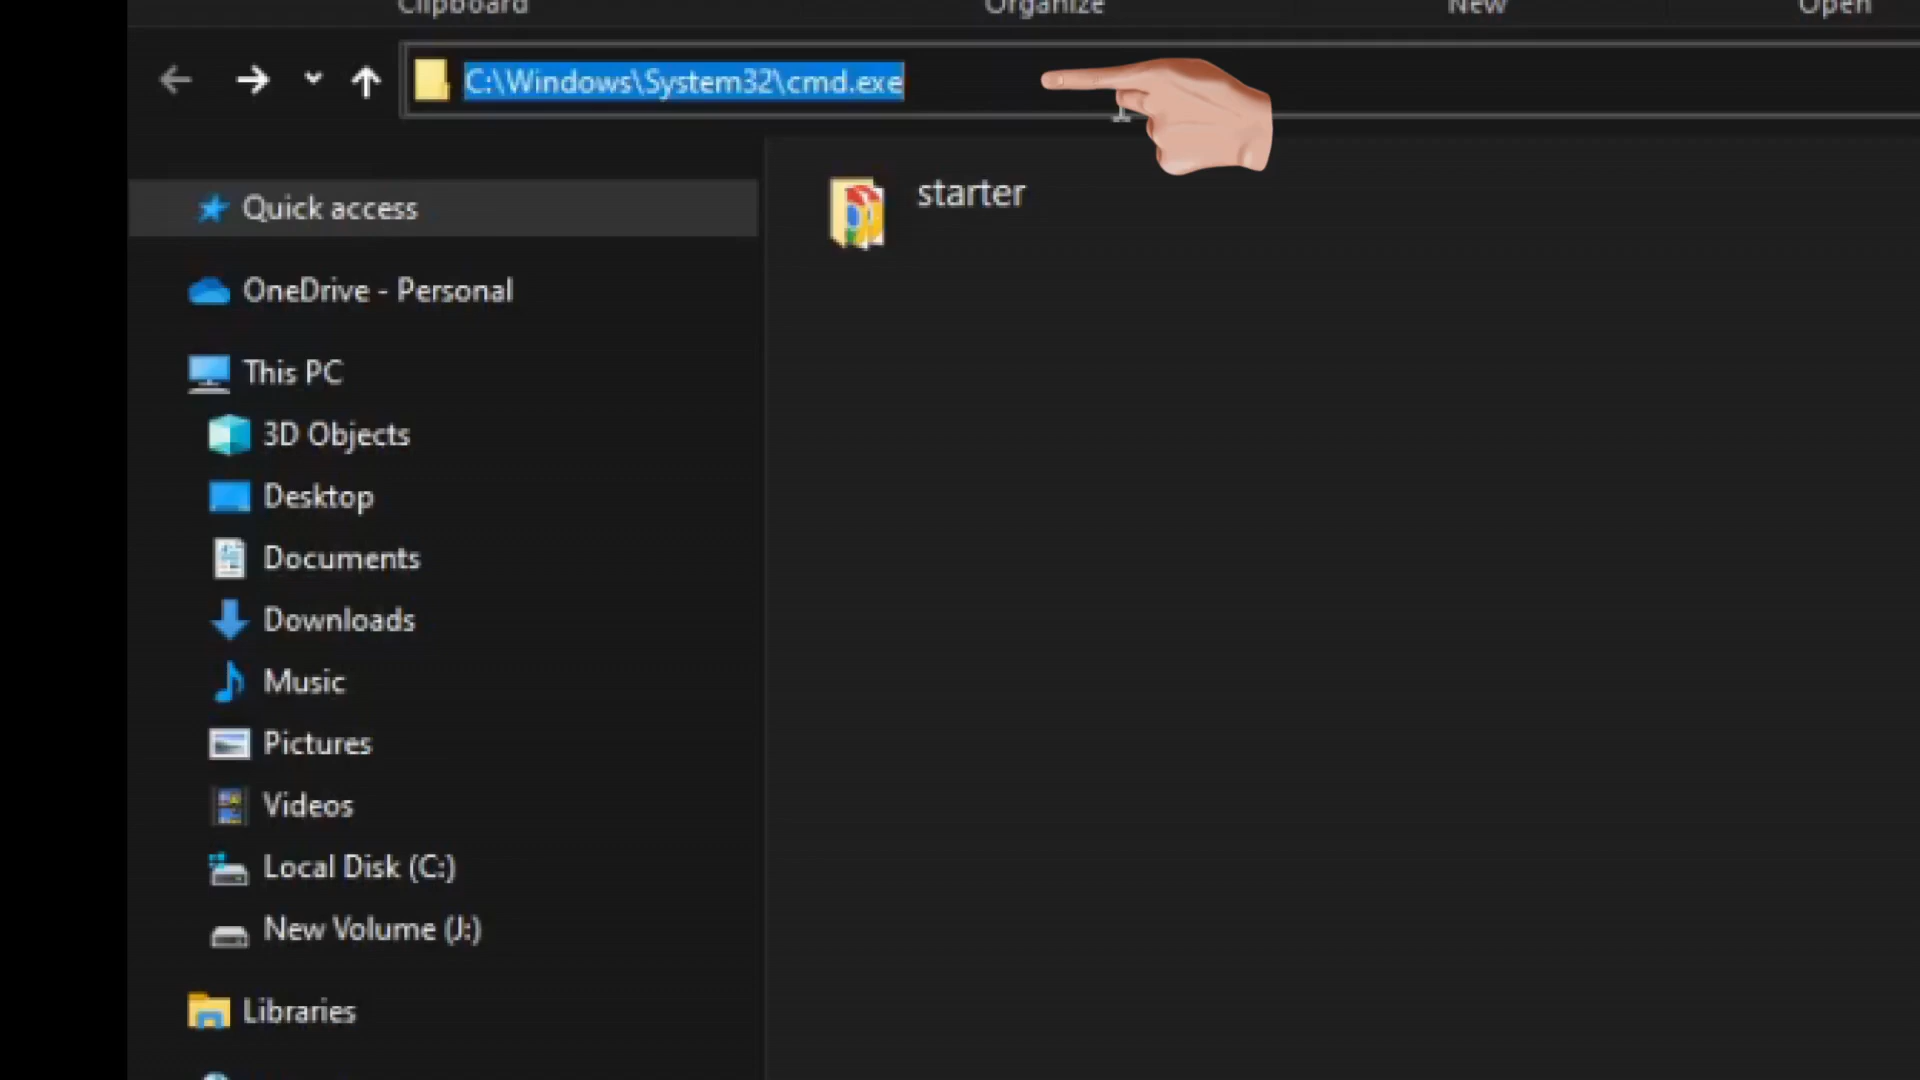 Clipboard
Organize
New
Open
C:\Windows\System32\cmd.exe
starter
Quick access
OneDrive - Personal
This PC
3D Objects
Desktop
Documents
Downloads
Music
Pictures
Videos
Local Disk (C:)
New Volume (J:)
Libraries